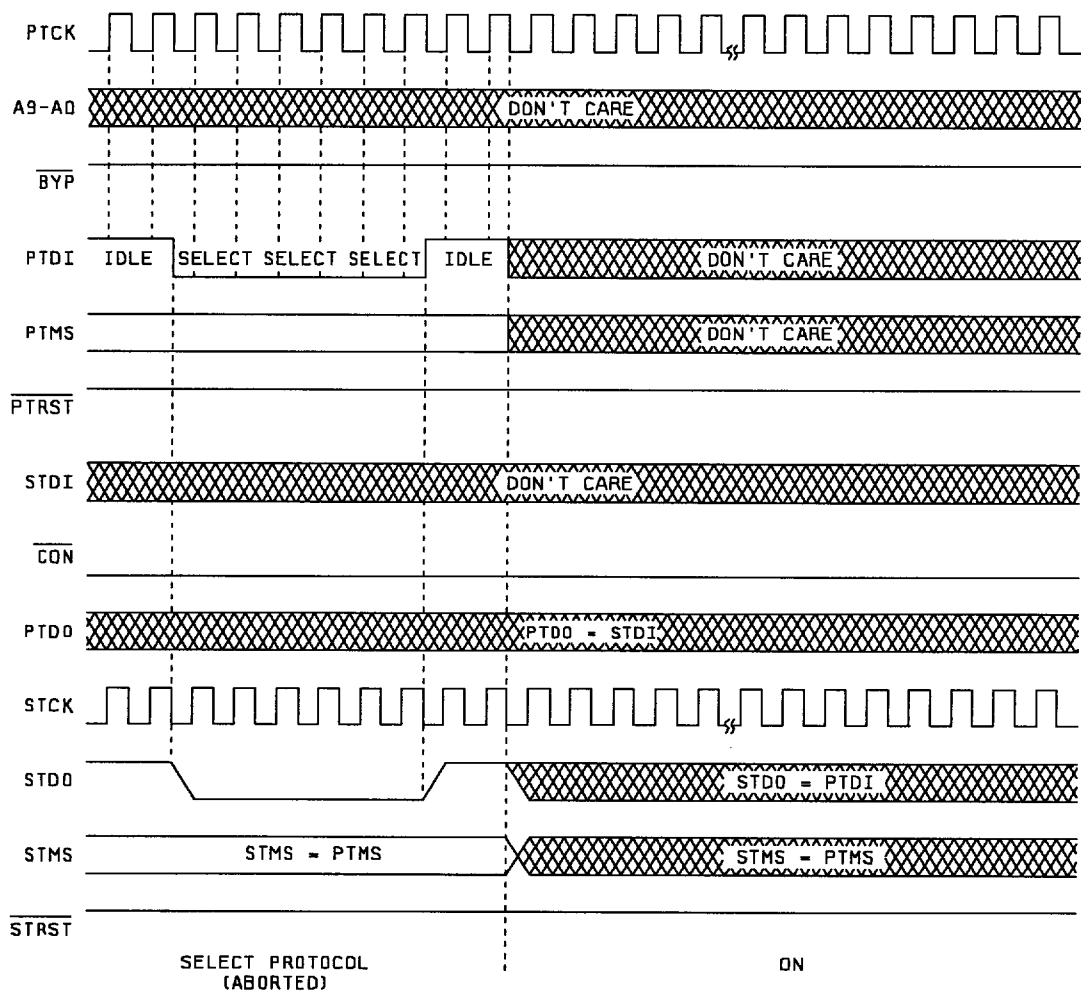 PTCK
A9-A0 DON'T CARE
BYP
PTDI IDLE SELECT SELECT SELECT IDLE DON'T CARE
PTMS DON'T CARE
PTRST
STDI DON'T CARE
CON
PTDO PTDO = STDI
STCK
STDO STDO = PTDI
STMS STMS = PTMS STMS = PTMS
STRST
SELECT PROTOCOL ON
(ABORTED)